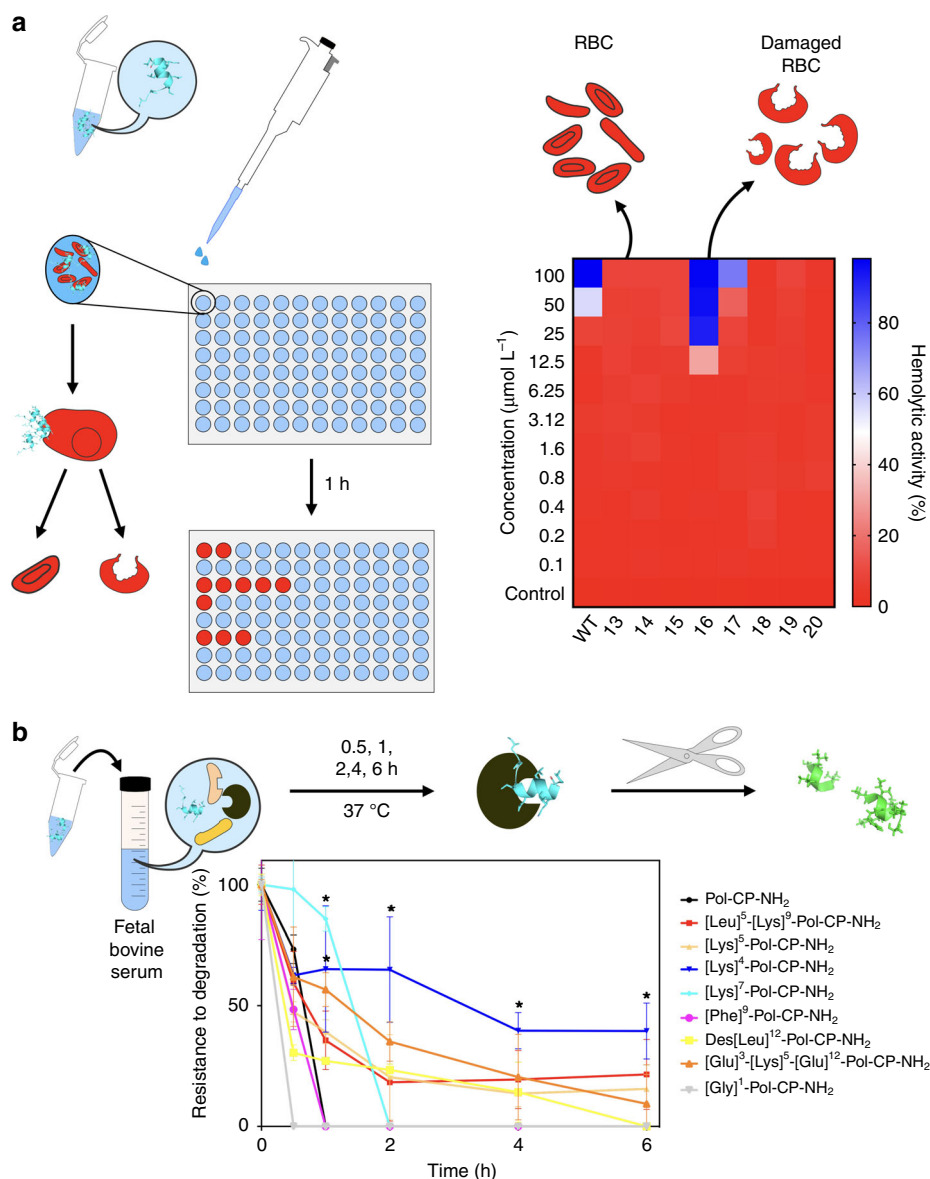 a
RBC
Damaged
RBC
1 h
Concentration (µmol L⁻¹)
100
50
25
12.5
6.25
3.12
1.6
0.8
0.4
0.2
0.1
Control
WT
13
14
15
16
17
18
19
20
80
60
40
20
0
Hemolytic activity (%)
b
0.5, 1,
2,4, 6 h
37 °C
Fetal
bovine
serum
Resistance to degradation (%)
100
50
0
0
2
4
6
Time (h)
*
*
*
*
*
Pol-CP-NH₂
[Leu]⁵-[Lys]⁹-Pol-CP-NH₂
[Lys]⁵-Pol-CP-NH₂
[Lys]⁴-Pol-CP-NH₂
[Lys]⁷-Pol-CP-NH₂
[Phe]⁹-Pol-CP-NH₂
Des[Leu]¹²-Pol-CP-NH₂
[Glu]³-[Lys]⁵-[Glu]¹²-Pol-CP-NH₂
[Gly]¹-Pol-CP-NH₂